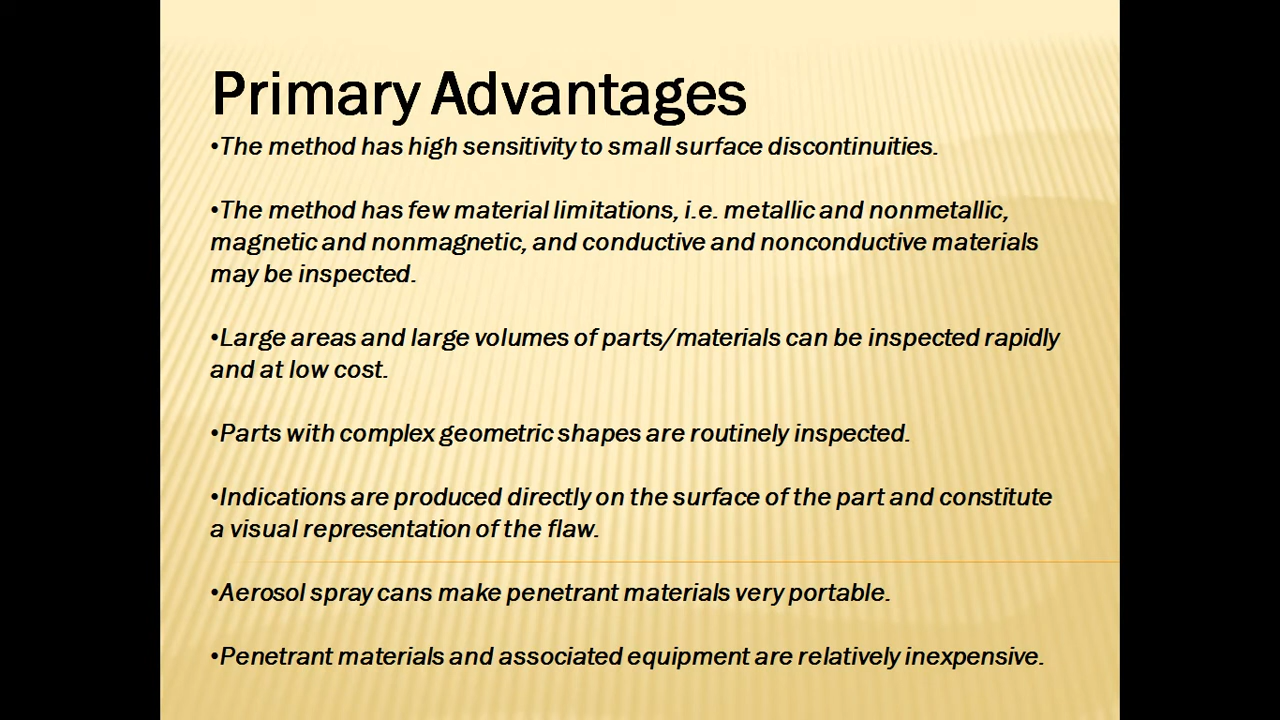 Primary Advantages
•The method has high sensitivity to small surface discontinuities.
•The method has few material limitations, i.e. metallic and nonmetallic,
magnetic and nonmagnetic, and conductive and nonconductive materials
may be inspected.
•Large areas and large volumes of parts/materials can be inspected rapidly
and at low cost.
•Parts with complex geometric shapes are routinely inspected.
•Indications are produced directly on the surface of the part and constitute
a visual representation of the flaw.
•Aerosol spray cans make penetrant materials very portable.
•Penetrant materials and associated equipment are relatively inexpensive.